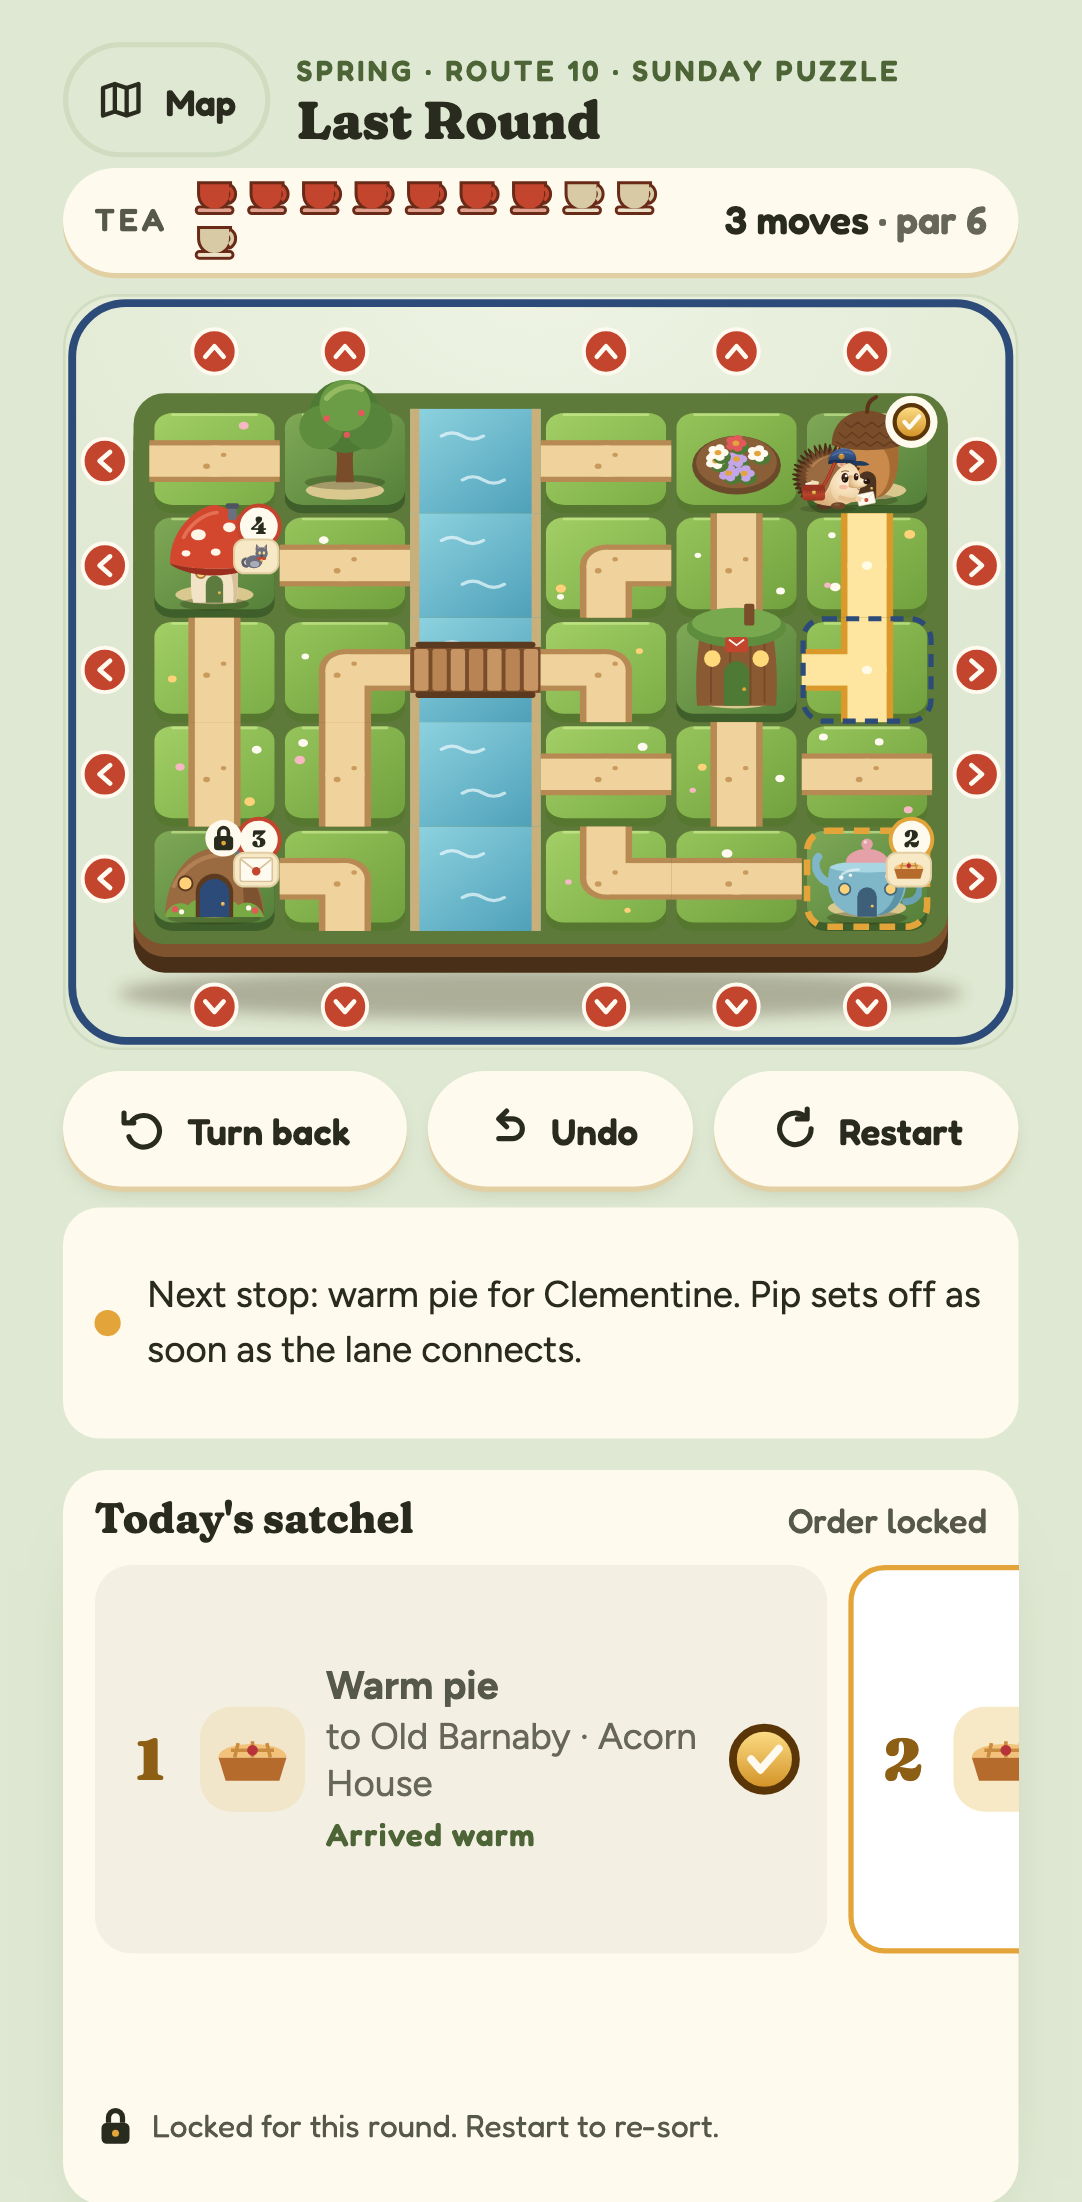 Map
SPRING · ROUTE 10 · SUNDAY PUZZLE
Last Round
TEA
3 moves · par 6
4
3
2
Turn back
Undo
Restart
Next stop: warm pie for Clementine. Pip sets off as
soon as the lane connects.
Today's satchel
Order locked
1
Warm pie
to Old Barnaby · Acorn
House
Arrived warm
2
Locked for this round. Restart to re-sort.